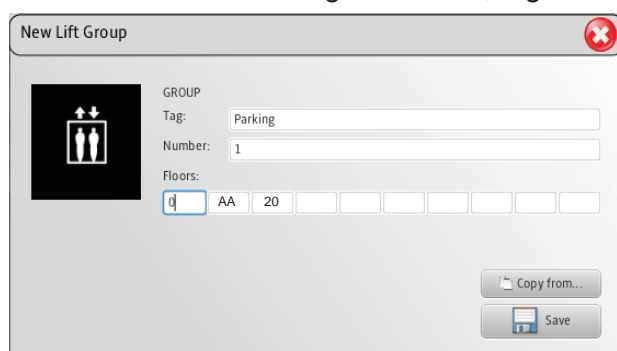 New Lift Group
GROUP
Tag: Parking
Number: 1
Floors:
0 AA 20
Copy from...
Save